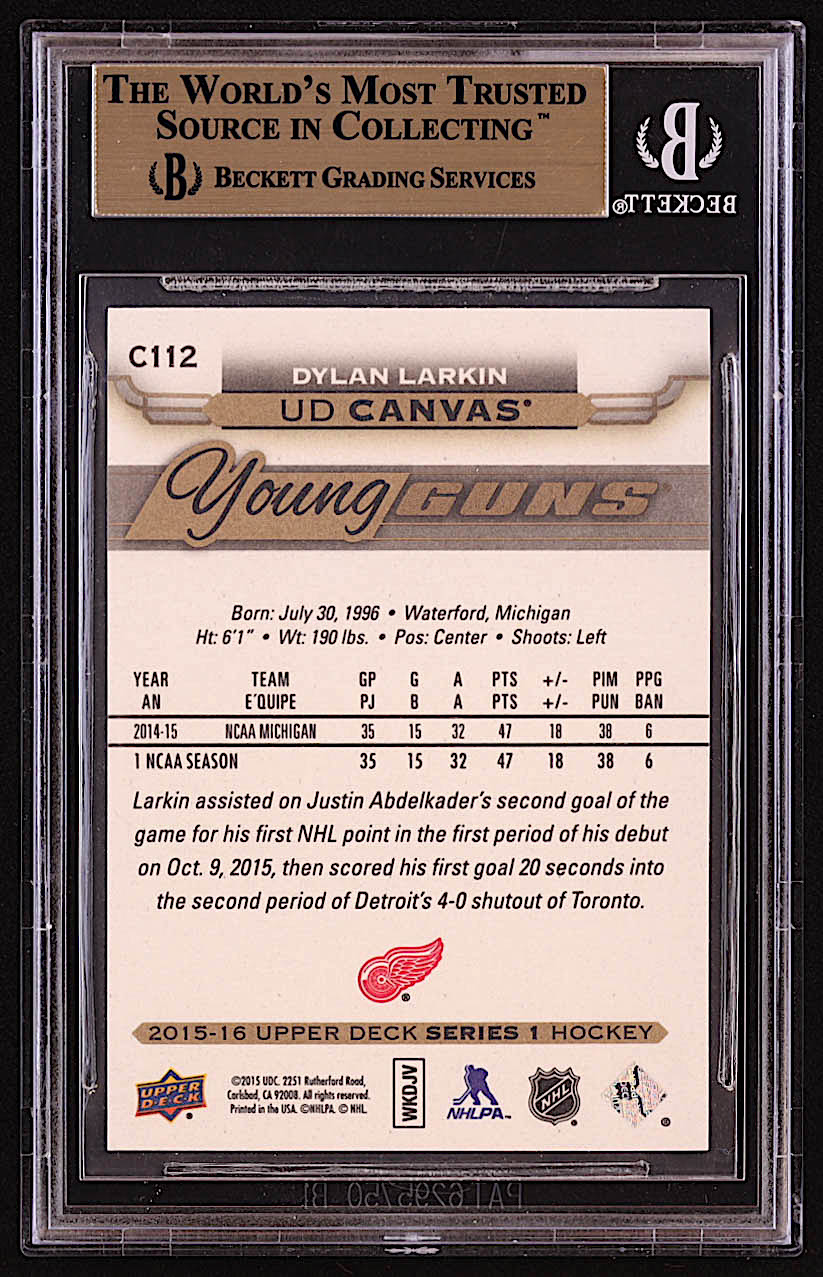 THE WORLD'S MOST TRUSTED
SOURCE IN COLLECTING™
B BECKETT GRADING SERVICES
B
BECKETT®
C112
DYLAN LARKIN
UD CANVAS®
Young GUNS
Born: July 30, 1996 • Waterford, Michigan
Ht: 6'1" • Wt: 190 lbs. • Pos: Center • Shoots: Left
YEAR TEAM GP G A PTS +/- PIM PPG
AN E'QUIPE PJ B A PTS +/- PUN BAN
2014-15 NCAA MICHIGAN 35 15 32 47 18 38 6
1 NCAA SEASON 35 15 32 47 18 38 6
Larkin assisted on Justin Abdelkader's second goal of the
game for his first NHL point in the first period of his debut
on Oct. 9, 2015, then scored his first goal 20 seconds into
the second period of Detroit's 4-0 shutout of Toronto.
2015-16 UPPER DECK SERIES 1 HOCKEY
UPPER DECK
©2015 UDC. 2251 Rutherford Road,
Carlsbad, CA 92008. All rights reserved.
Printed in the USA. ©NHLPA. © NHL.
WKDJV
NHLPA
NHL